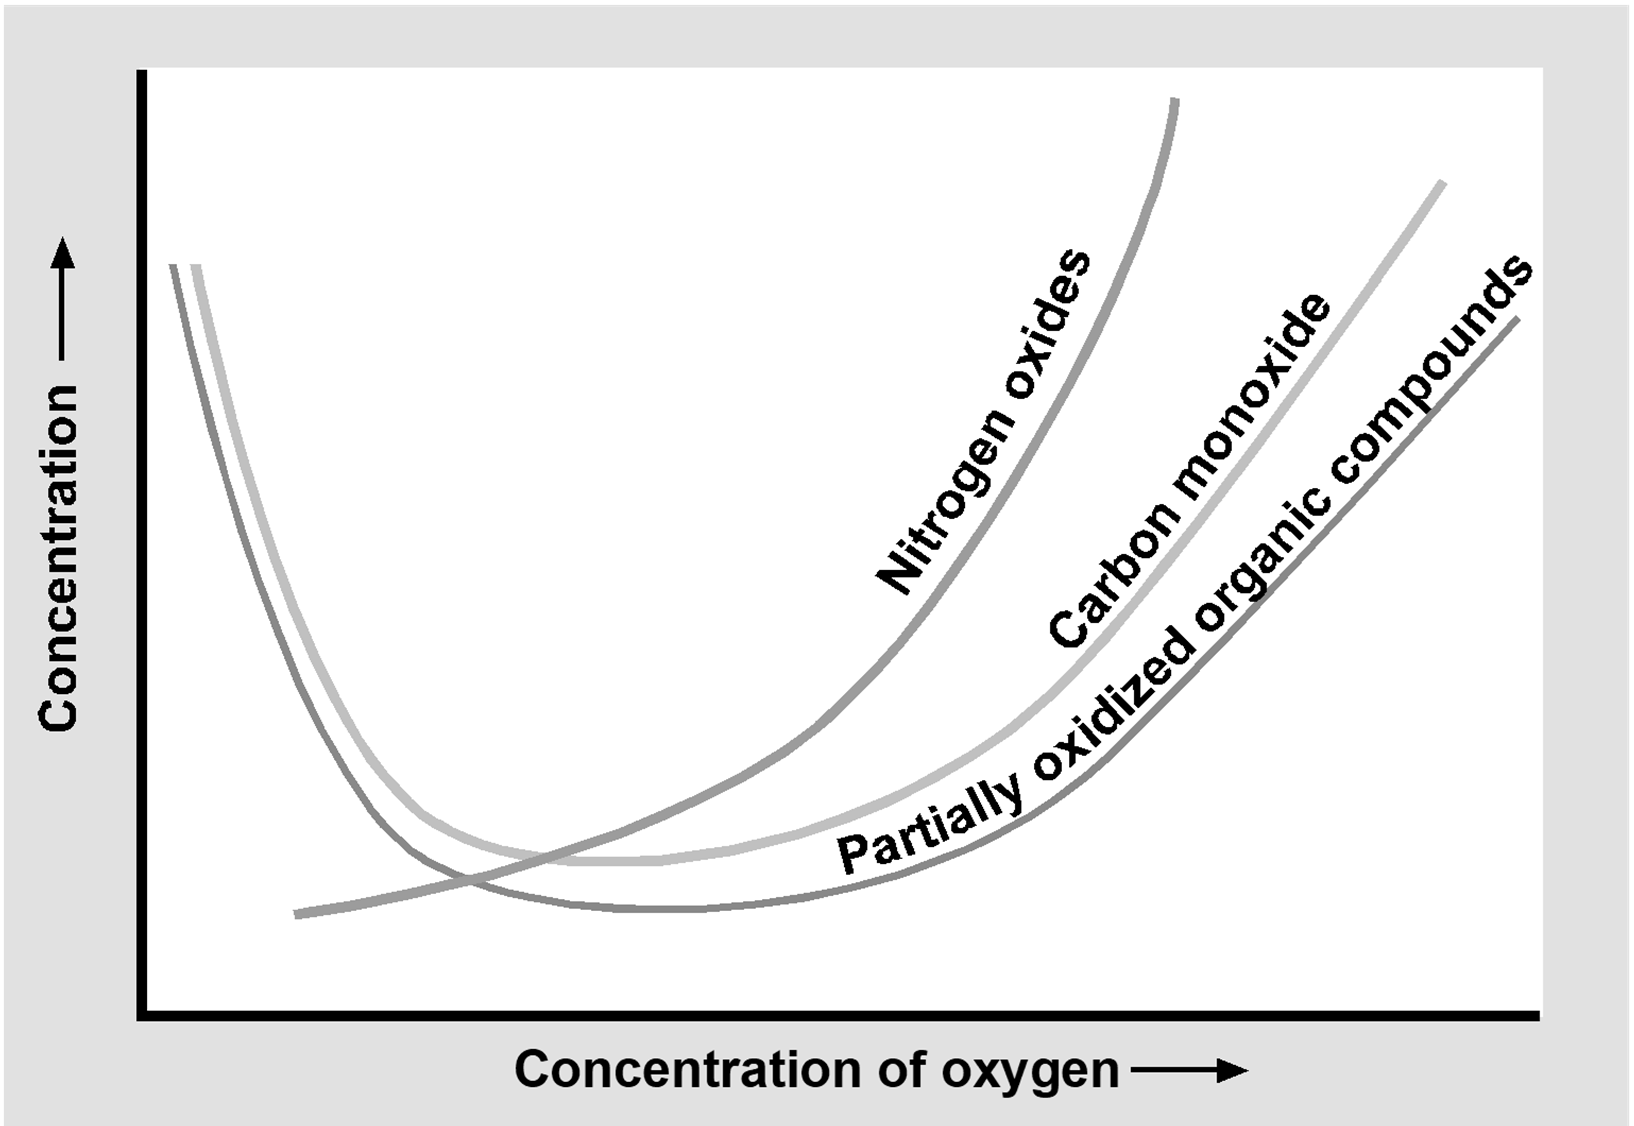 Concentration
Nitrogen oxides
Carbon monoxide
Partially oxidized organic compounds
Concentration of oxygen